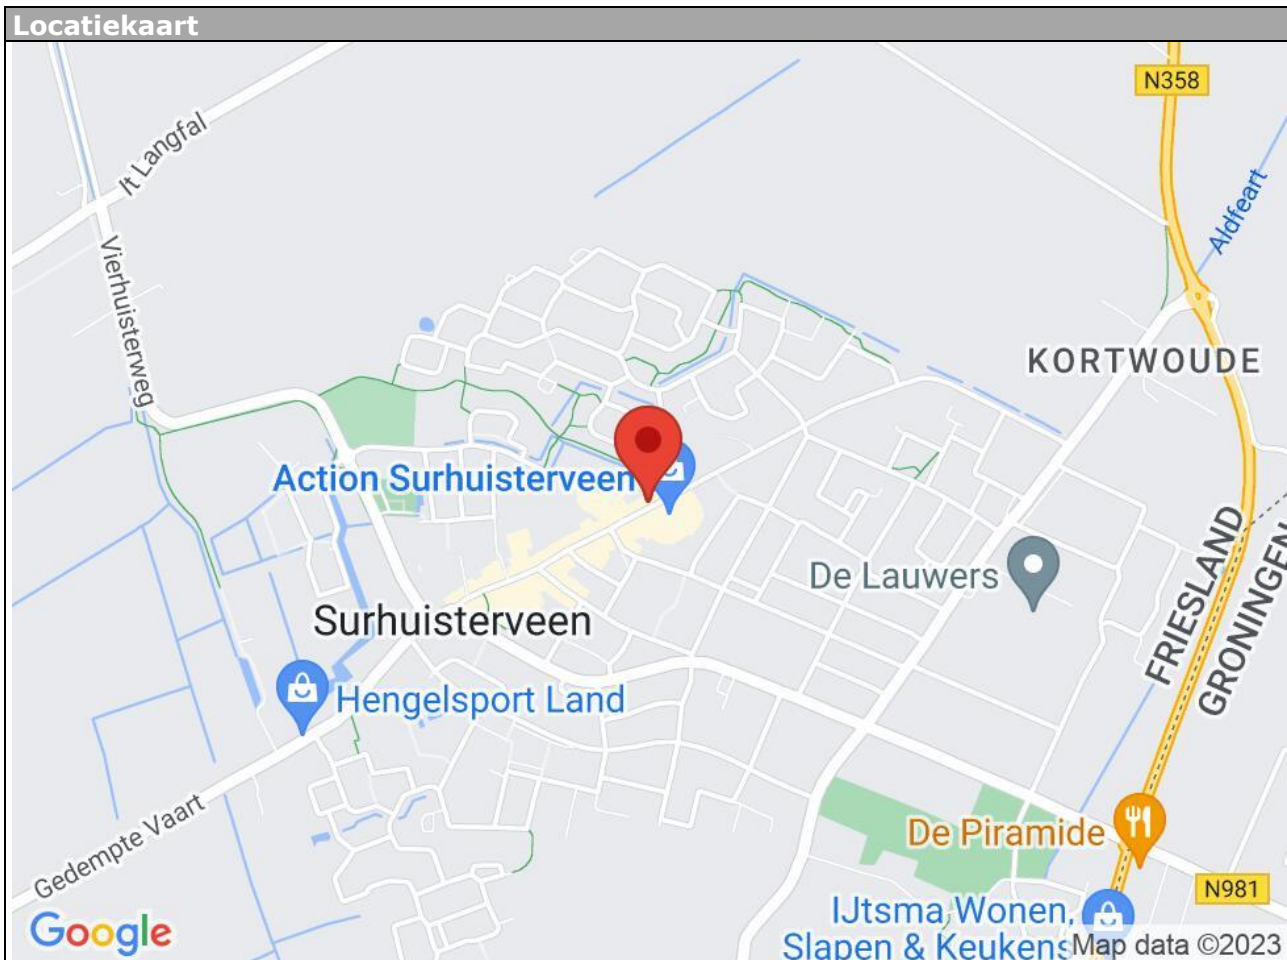 Locatiekaart
N358
It Langfal
Aldfeart
Vierhuisterweg
KORTWOUDE
Action Surhuisterveen
De Lauwers
FRIESLAND
GRONINGEN
Surhuisterveen
Hengelsport Land
Gedempte Vaart
De Piramide
N981
IJtsma Wonen,
Slapen & Keukens
Google
Map data ©2023